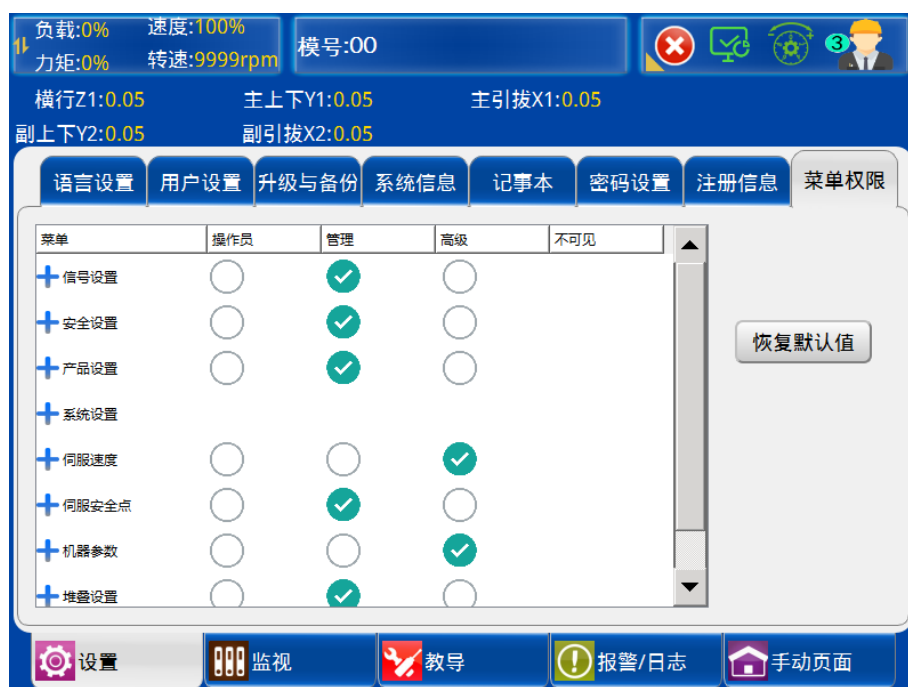 负载:0% 速度:100% 模号:00
力矩:0% 转速:9999rpm
3
横行Z1:0.05 主上下Y1:0.05 主引拔X1:0.05
副上下Y2:0.05 副引拔X2:0.05
语言设置 用户设置 升级与备份 系统信息 记事本 密码设置 注册信息 菜单权限
菜单 操作员 管理 高级 不可见
信号设置
安全设置
恢复默认值
产品设置
系统设置
伺服速度
伺服安全点
机器参数
堆叠设置
设置 监视 教导 报警/日志 手动页面